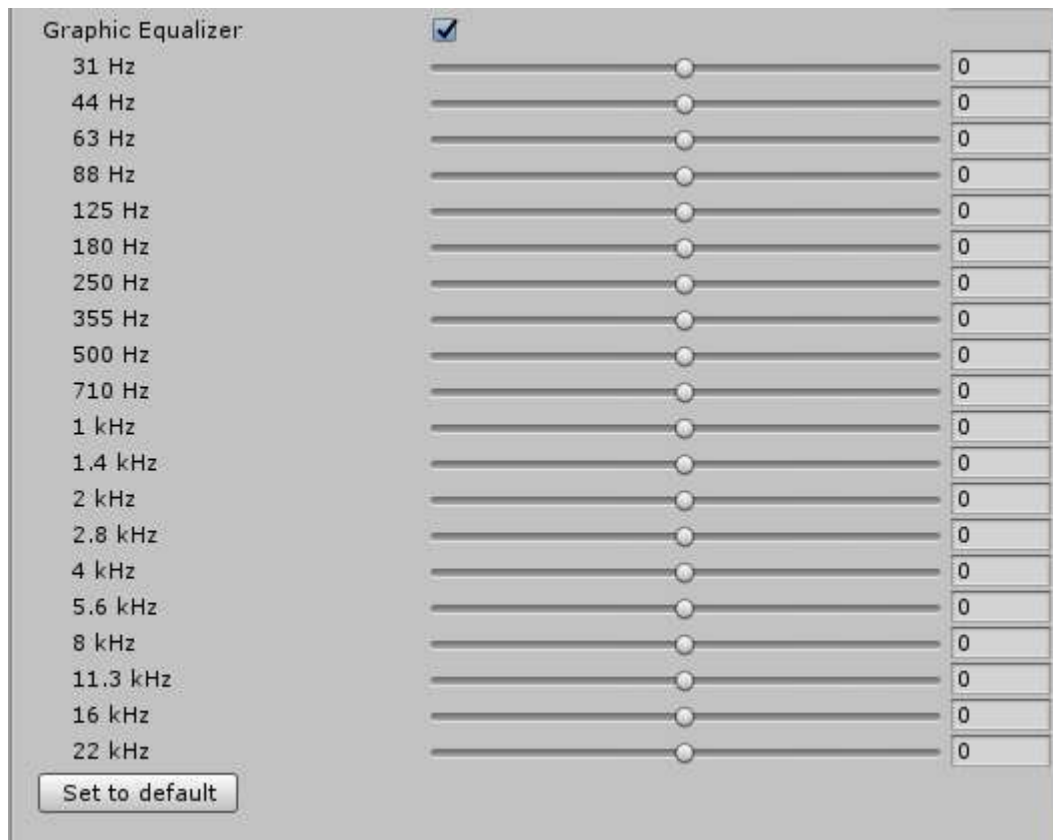 Graphic Equalizer
31 Hz 0
44 Hz 0
63 Hz 0
88 Hz 0
125 Hz 0
180 Hz 0
250 Hz 0
355 Hz 0
500 Hz 0
710 Hz 0
1 kHz 0
1.4 kHz 0
2 kHz 0
2.8 kHz 0
4 kHz 0
5.6 kHz 0
8 kHz 0
11.3 kHz 0
16 kHz 0
22 kHz 0
Set to default